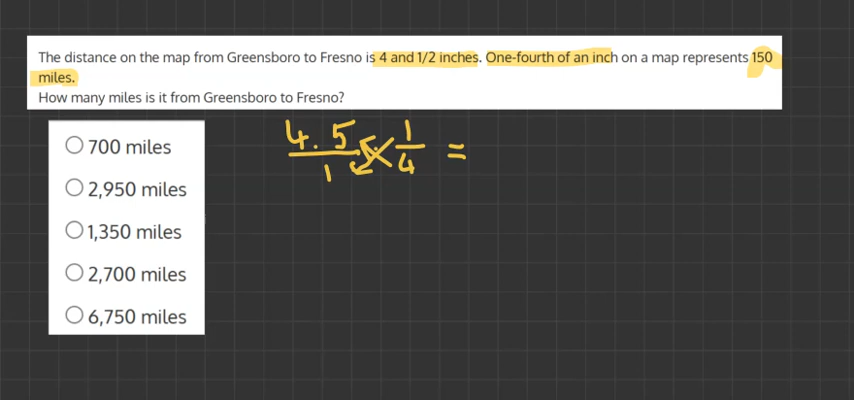 The distance on the map from Greensboro to Fresno is 4 and 1/2 inches. One-fourth of an inch on a map represents 150
miles.
How many miles is it from Greensboro to Fresno?
700 miles
2,950 miles
1,350 miles
2,700 miles
6,750 miles
4.5/1 × 1/4 =